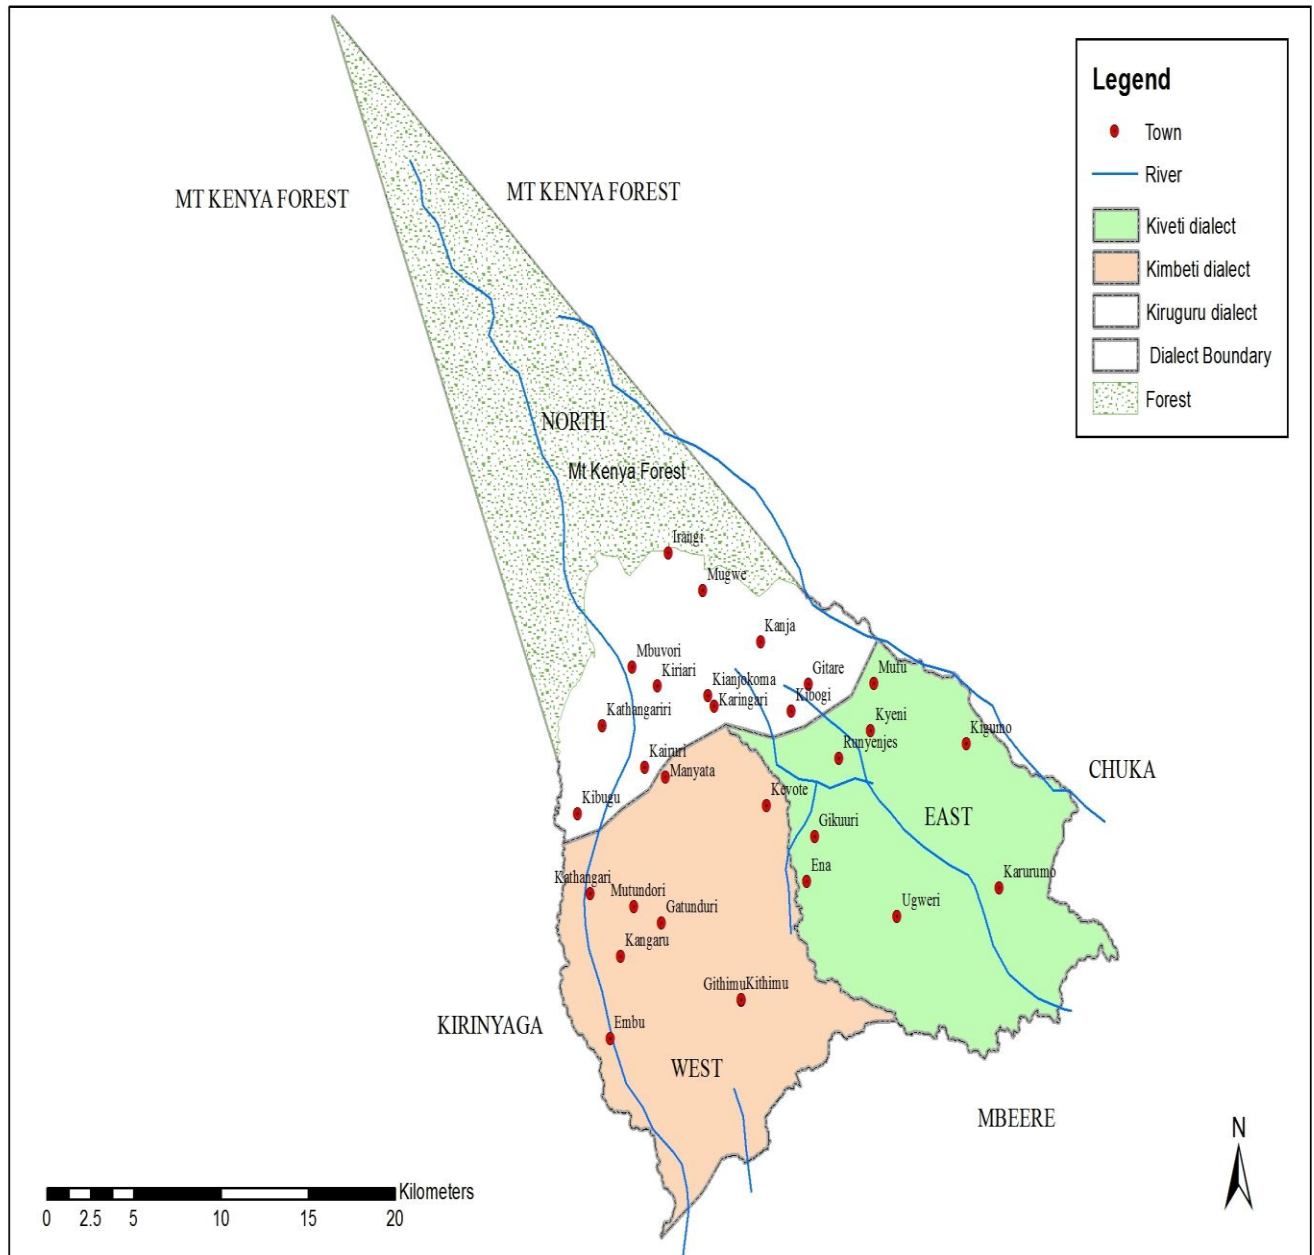 Legend
Town
River
Kiveti dialect
Kimbeti dialect
Kiruguru dialect
Dialect Boundary
Forest
MT KENYA FOREST
MT KENYA FOREST
NORTH
Mt Kenya Forest
Irangi
Mugwe
Kanja
Mbuvori
Kiriari
Kianjokoma
Karingari
Gitare
Kibogi
Mufu
Kathangariri
Kyeni
Kigumo
Runyenjes
Kairuri
Manyata
CHUKA
Kibugu
Kevote
EAST
Gikuuri
Ena
Kathangari
Mutundori
Gatunduri
Karurumo
Ugweri
Kangaru
GithimuKithimu
KIRINYAGA
Embu
WEST
MBEERE
N
Kilometers
0 2.5 5 10 15 20